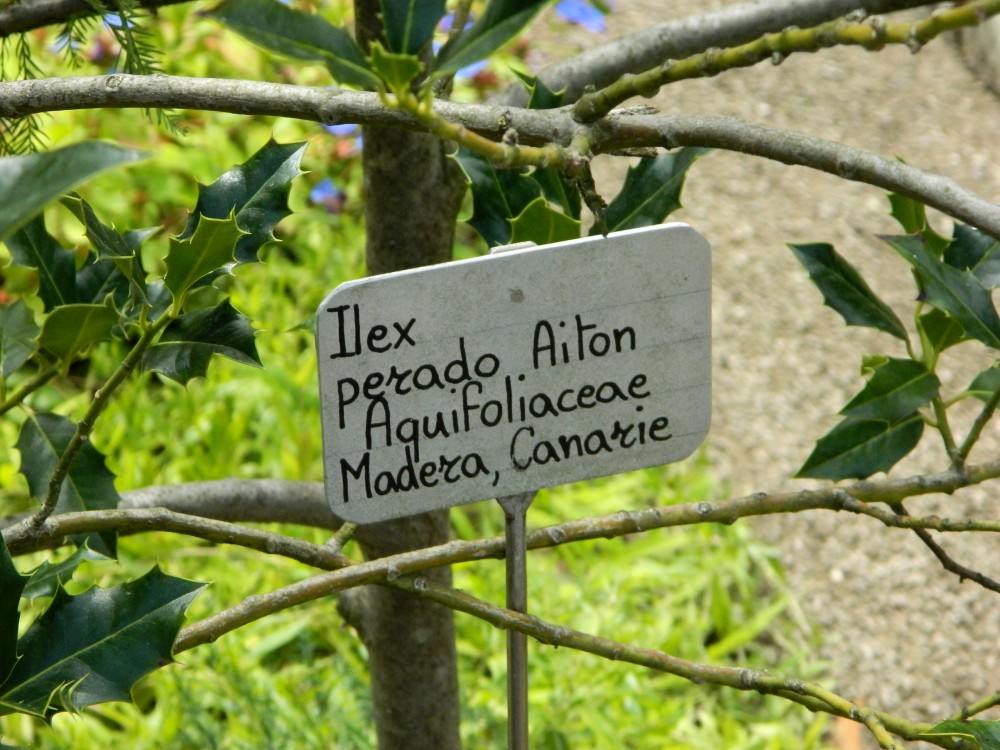 Ilex
perado Aiton
Aquifoliaceae
Madera, Canarie